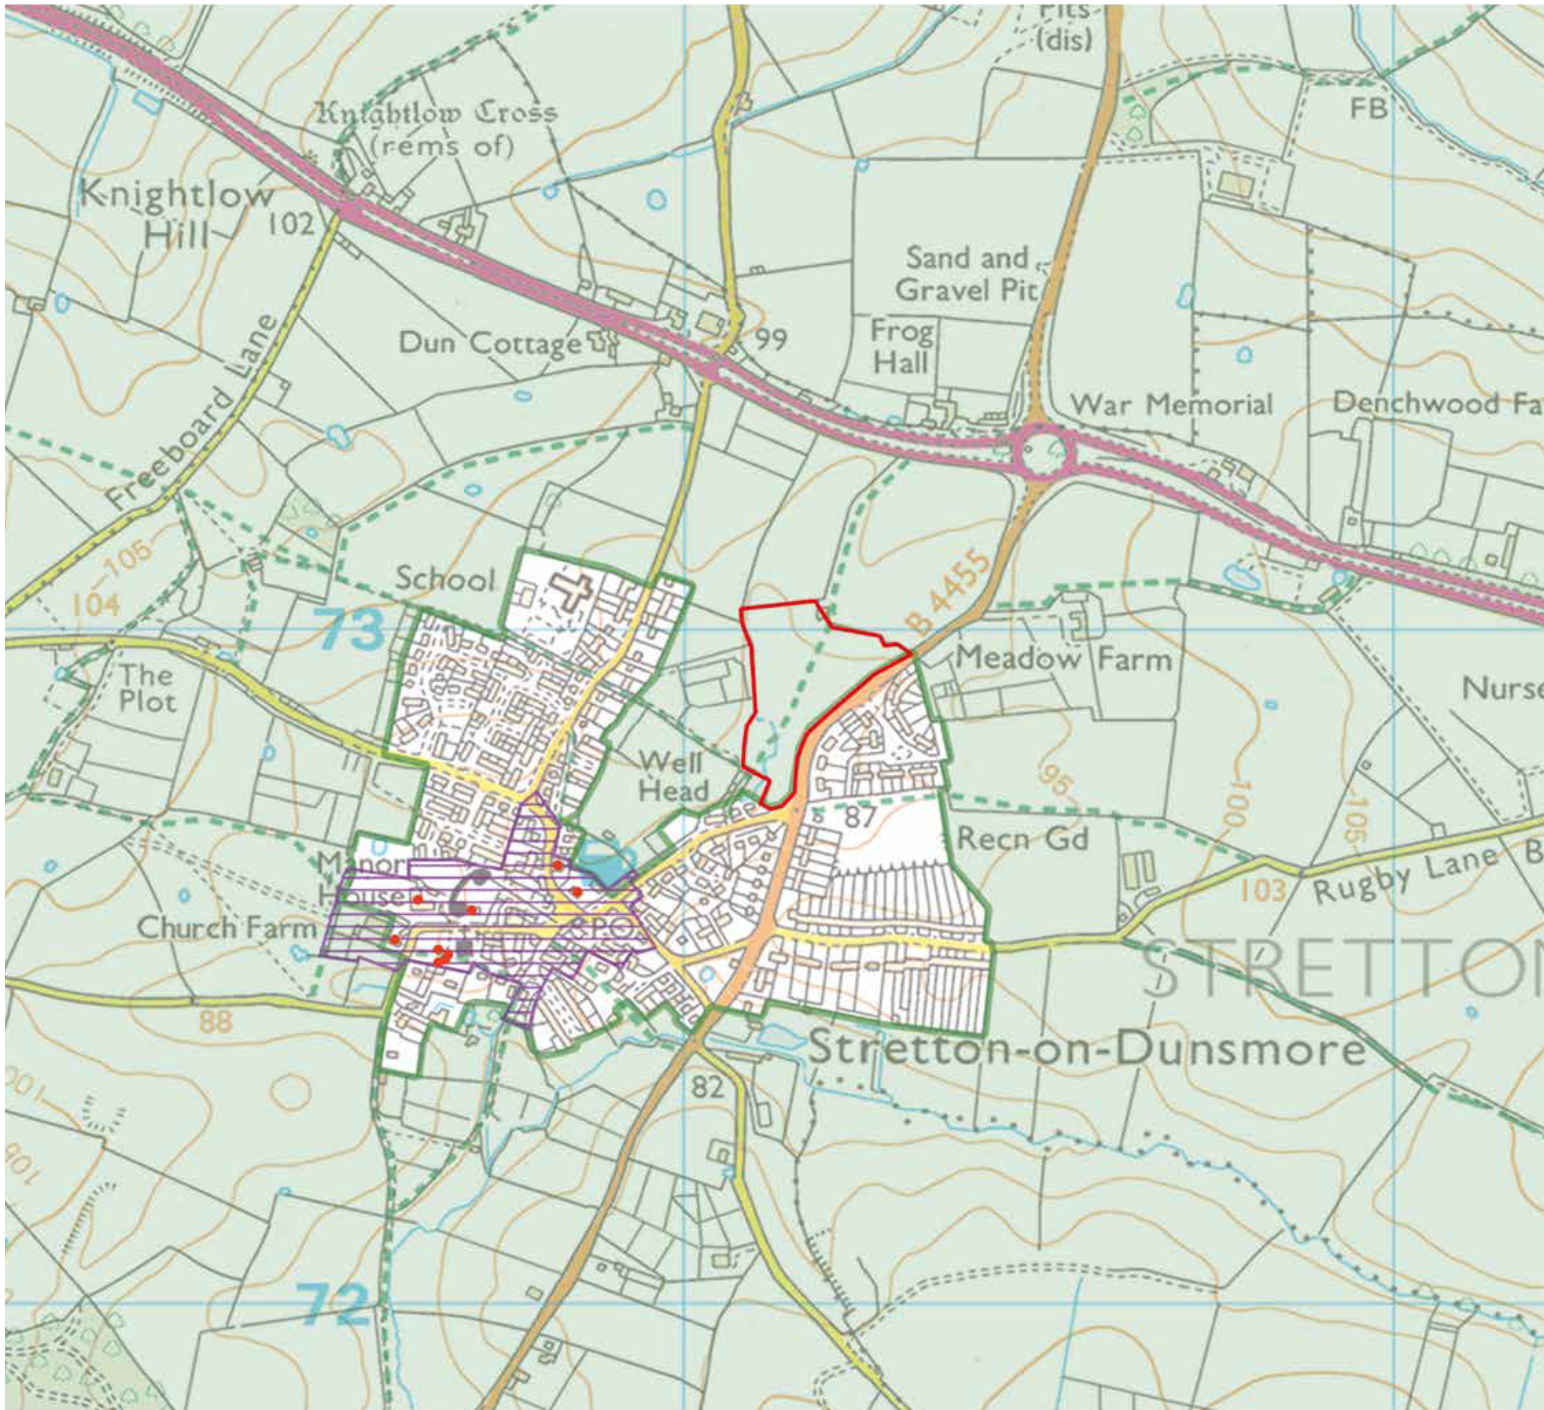 Pits
(dis)
FB
Knightlow Cross
(rems of)
Knightlow
Hill
102
Sand and
Gravel Pit
Frog
Hall
Dun Cottage
99
War Memorial
Denchwood Fa
Freeboard Lane
105
104
School
73
B 4455
Meadow Farm
The
Plot
Nurse
Well
Head
95
100
105
87
Recn Gd
Manor
House
103
Rugby Lane B
Church Farm
PO
STRETTON
88
Stretton-on-Dunsmore
82
100
105
72